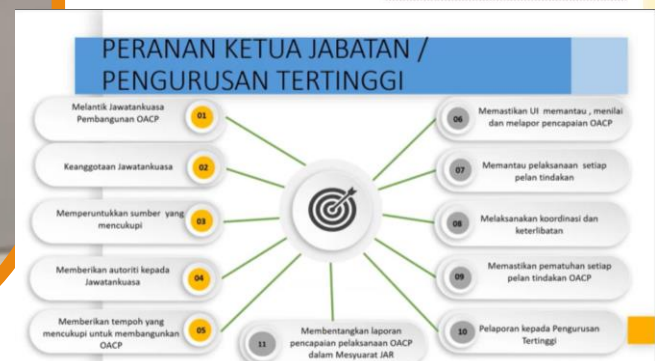 PERANAN KETUA JABATAN /
PENGURUSAN TERTINGGI
Melantik Jawatankuasa
Pembangunan OACP
01
Keanggotaan Jawatankuasa
02
Memperuntukkan sumber yang
mencukupi
03
Memberikan autoriti kepada
Jawatankuasa
04
Memberikan tempoh yang
mencukupi untuk membangunkan
OACP
05
06
Memastikan UI memantau , menilai
dan melapor pencapaian OACP
07
Memantau pelaksanaan setiap
pelan tindakan
08
Melaksanakan koordinasi dan
keterlibatan
09
Memastikan pematuhan setiap
pelan tindakan OACP
10
Pelaporan kepada Pengurusan
Tertinggi
11
Membentangkan laporan
pencapaian pelaksanaan OACP
dalam Mesyuarat JAR